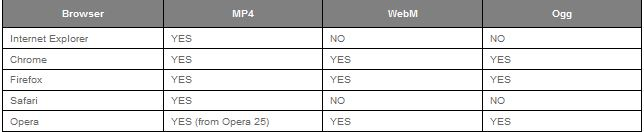 Browser MP4 WebM Ogg
Internet Explorer YES NO NO
Chrome YES YES YES
Firefox YES YES YES
Safari YES NO NO
Opera YES (from Opera 25) YES YES